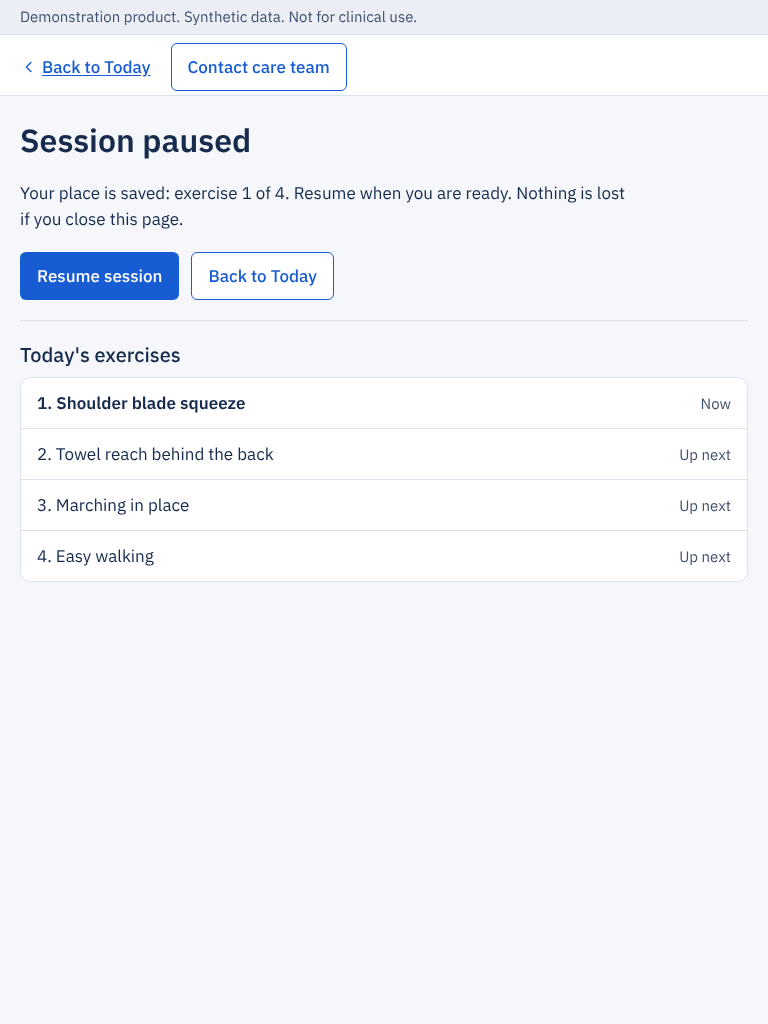 Demonstration product. Synthetic data. Not for clinical use.
Back to Today
Contact care team
Session paused
Your place is saved: exercise 1 of 4. Resume when you are ready. Nothing is lost
if you close this page.
Resume session
Back to Today
Today's exercises
1. Shoulder blade squeeze
Now
2. Towel reach behind the back
Up next
3. Marching in place
Up next
4. Easy walking
Up next